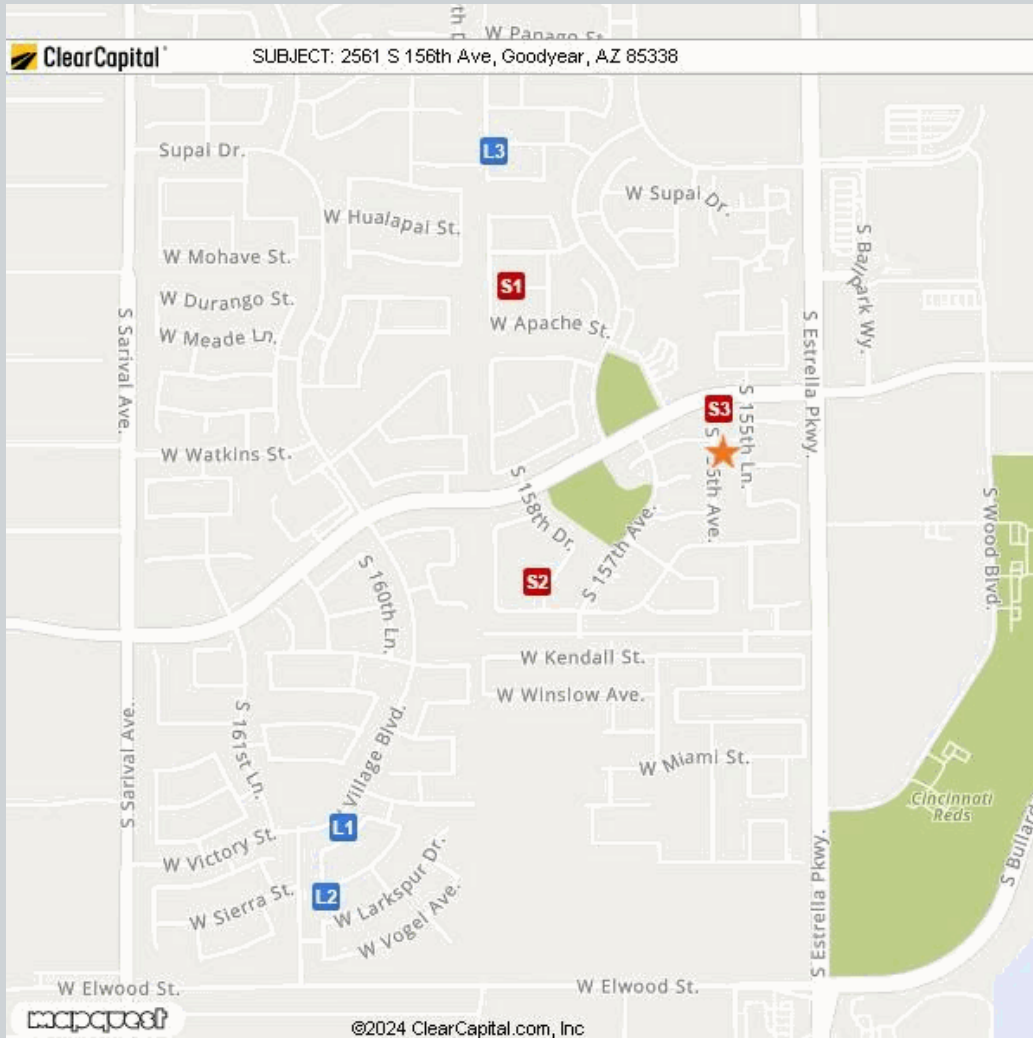 W Panago St.
ClearCapital
SUBJECT: 2561 S 156th Ave, Goodyear, AZ 85338
Supai Dr.
L3
W Supai Dr.
W Hualapai St.
W Mohave St.
S1
W Durango St.
W Apache St.
W Meade Ln.
S Ballpark Wy.
S Sarival Ave.
S Estrella Pkwy.
S3
S 155th Ln.
W Watkins St.
S 158th Dr.
S 157th Ave.
S Wood Blvd.
S2
S 160th Ln.
W Kendall St.
W Winslow Ave.
S Sarival Ave.
S 161st Ln.
Village Blvd.
W Miami St.
Cincinnati
Reds
L1
W Victory St.
S Estrella Pkwy.
L2
W Sierra St.
W Larkspur Dr.
W Vogel Ave.
W Elwood St.
W Elwood St.
mapquest
©2024 ClearCapital.com, Inc